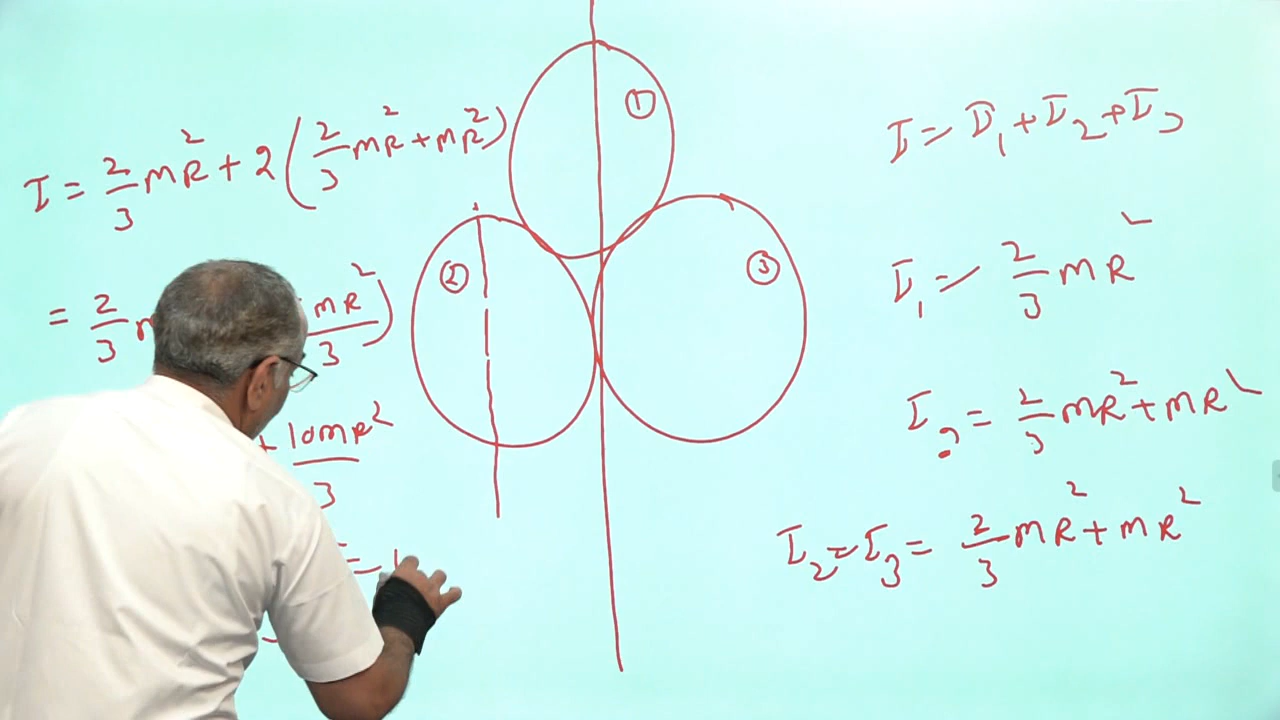 I = 2/3 MR² + 2(2/3 MR² + MR²)
= 2/3 m MR²/3)
+ 10MR²/3
=
①
②
③
I = I₁ + I₂ + I₃
I₁ = 2/3 MR²
I₂ = 2/3 MR² + MR²
I₂ = I₃ = 2/3 MR² + MR²